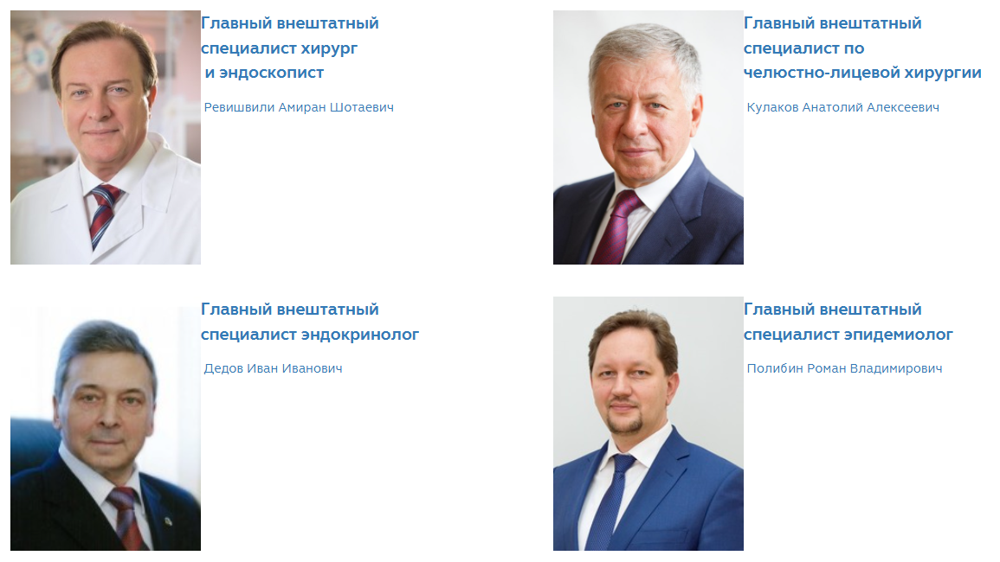 Главный внештатный
специалист хирург
и эндоскопист
Ревишвили Амиран Шотаевич
Главный внештатный
специалист по
челюстно-лицевой хирургии
Кулаков Анатолий Алексеевич
Главный внештатный
специалист эндокринолог
Дедов Иван Иванович
Главный внештатный
специалист эпидемиолог
Полибин Роман Владимирович